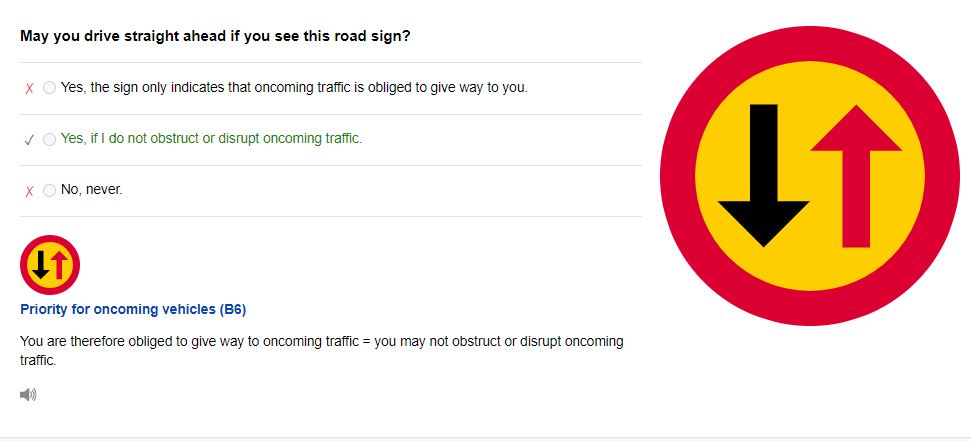 May you drive straight ahead if you see this road sign?
✗ Yes, the sign only indicates that oncoming traffic is obliged to give way to you.
✓ Yes, if I do not obstruct or disrupt oncoming traffic.
✗ No, never.
Priority for oncoming vehicles (B6)
You are therefore obliged to give way to oncoming traffic = you may not obstruct or disrupt oncoming
traffic.